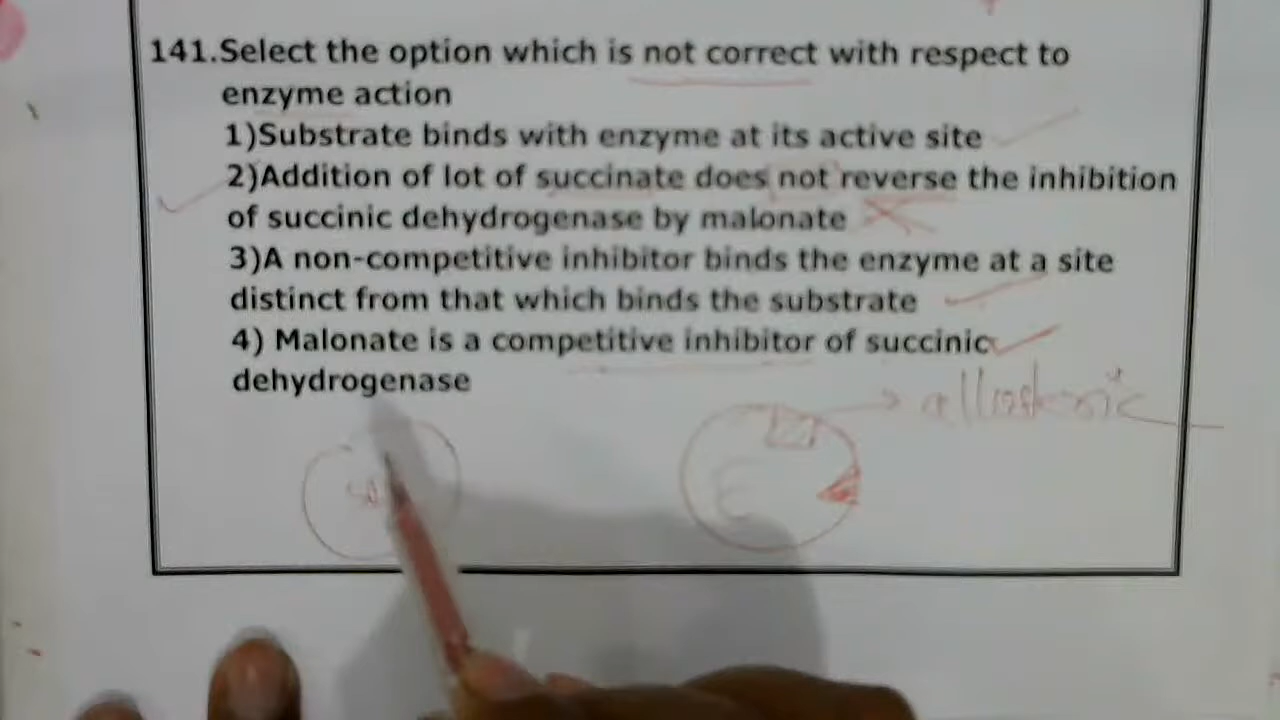 141.Select the option which is not correct with respect to
enzyme action
1)Substrate binds with enzyme at its active site
2)Addition of lot of succinate does not reverse the inhibition
of succinic dehydrogenase by malonate
3)A non-competitive inhibitor binds the enzyme at a site
distinct from that which binds the substrate
4) Malonate is a competitive inhibitor of succinic
dehydrogenase
allosteric
E